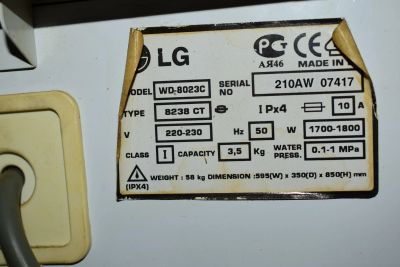 LG
PC CE
АЯ46 MADE IN
MODEL WD-8023C SERIAL NO 210AW 07417
TYPE 8238 CT IPx4 10 A
V 220-230 Hz 50 W 1700-1800
CLASS I CAPACITY 3,5 Kg WATER PRESS. 0.1-1 MPa
(IPX4) WEIGHT : 58 kg DIMENSION : 595(W) x 350(D) x 850(H) mm